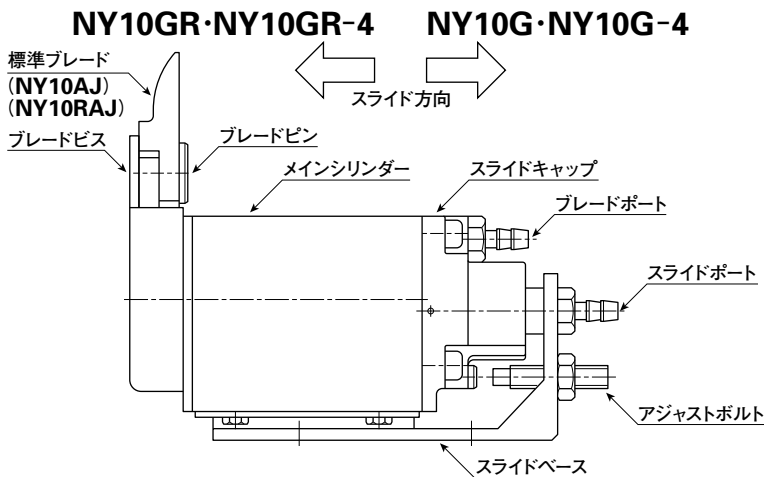 NY10GR・NY10GR-4 NY10G・NY10G-4
スライド方向
標準ブレード
(NY10AJ)
(NY10RAJ)
ブレードビス
ブレードピン
メインシリンダー
スライドキャップ
ブレードポート
スライドポート
アジャストボルト
スライドベース